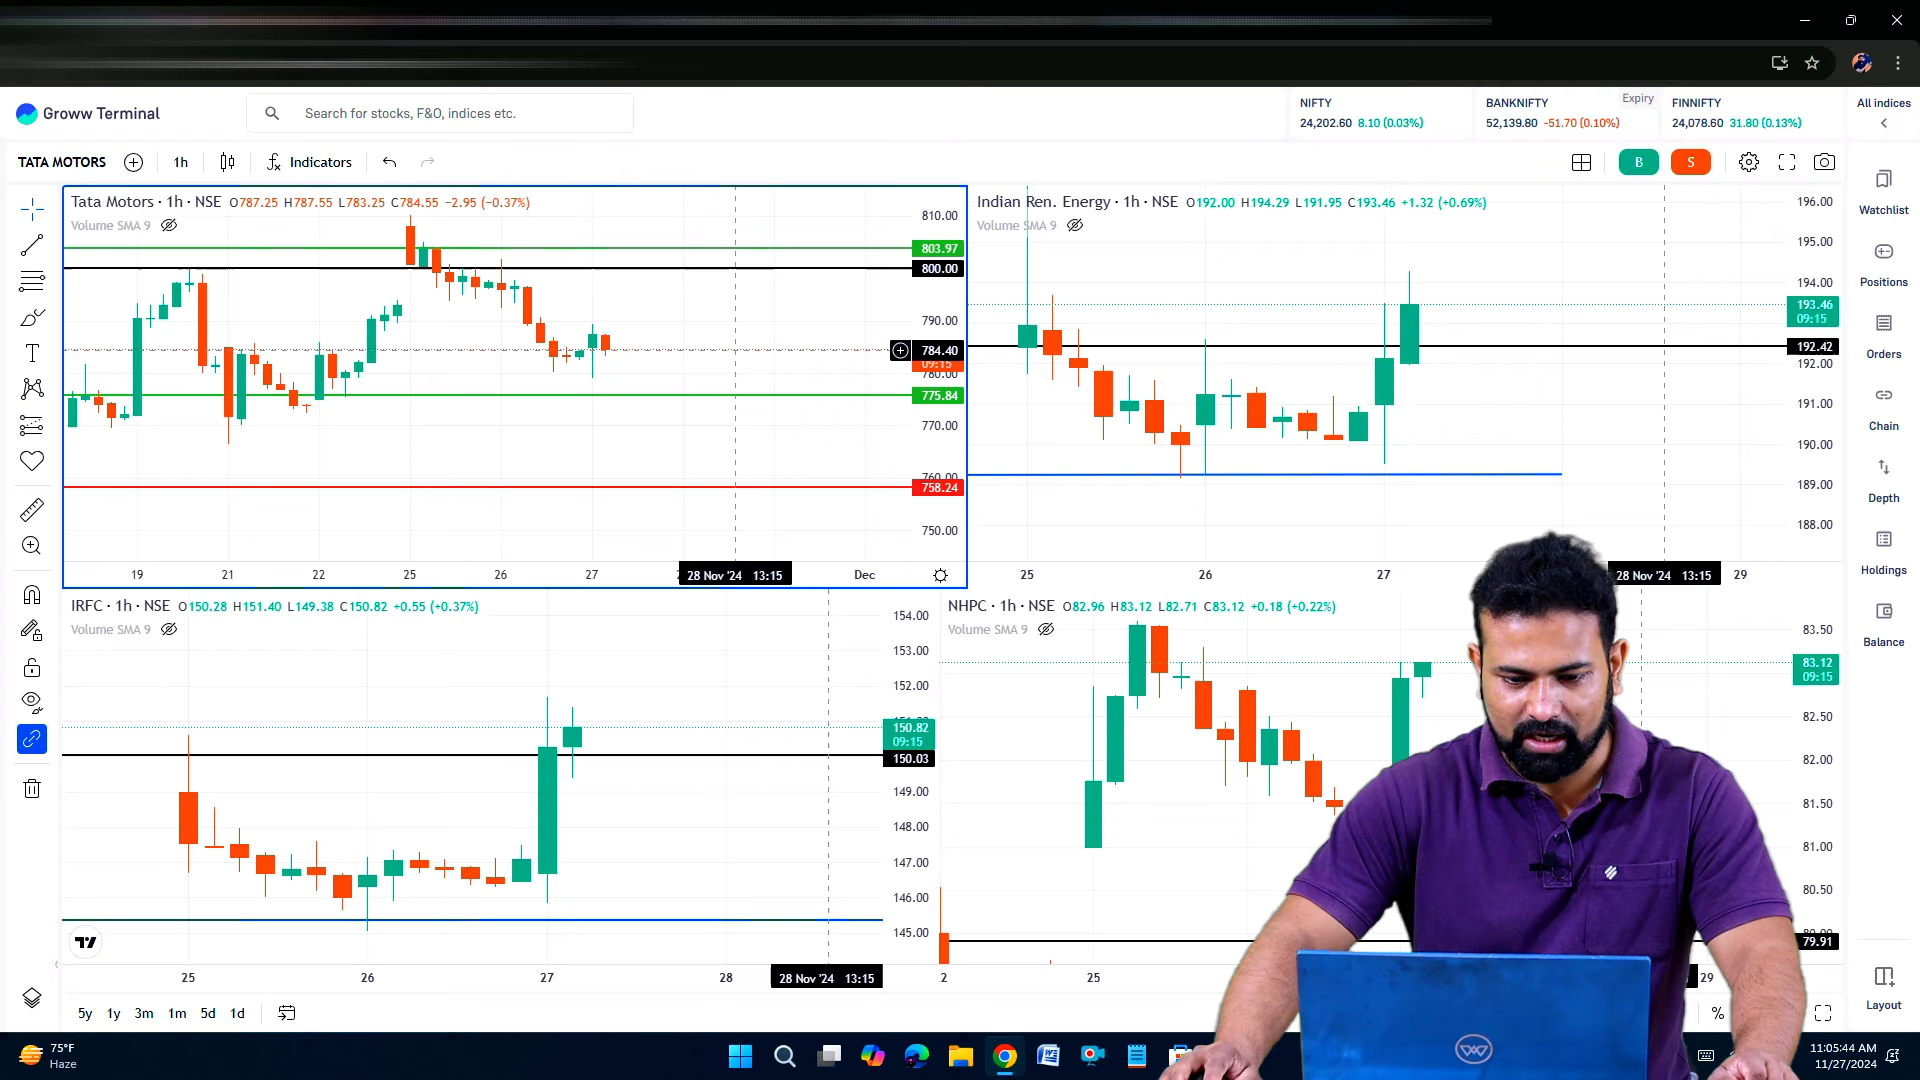 Groww Terminal
Search for stocks, F&O, indices etc.
NIFTY
24,202.60 8.10 (0.03%)
BANKNIFTY
Expiry
52,139.80 -51.70 (0.10%)
FINNIFTY
24,078.60 31.80 (0.13%)
All indices
TATA MOTORS
1h
Indicators
B
S
Tata Motors · 1h · NSE O787.25 H787.55 L783.25 C784.55 −2.95 (−0.37%)
Volume SMA 9
810.00
803.97
800.00
790.00
784.40
09:15
780.00
775.84
770.00
760.00
758.24
750.00
19 21 22 25 26 27 28 Nov '24 13:15 Dec
Indian Ren. Energy · 1h · NSE O192.00 H194.29 L191.95 C193.46 +1.32 (+0.69%)
Volume SMA 9
196.00
195.00
194.00
193.46
09:15
192.42
192.00
191.00
190.00
189.00
188.00
25 26 27 28 Nov '24 13:15 29
IRFC · 1h · NSE O150.28 H151.40 L149.38 C150.82 +0.55 (+0.37%)
Volume SMA 9
154.00
153.00
152.00
150.82
09:15
150.03
149.00
148.00
147.00
146.00
145.00
25 26 27 28 28 Nov '24 13:15
NHPC · 1h · NSE O82.96 H83.12 L82.71 C83.12 +0.18 (+0.22%)
Volume SMA 9
83.50
83.12
09:15
82.50
82.00
81.50
81.00
80.50
79.91
2 25 29
Watchlist
Positions
Orders
Chain
Depth
Holdings
Balance
Layout
5y 1y 3m 1m 5d 1d
%
75°F
Haze
11:05:44 AM
11/27/2024